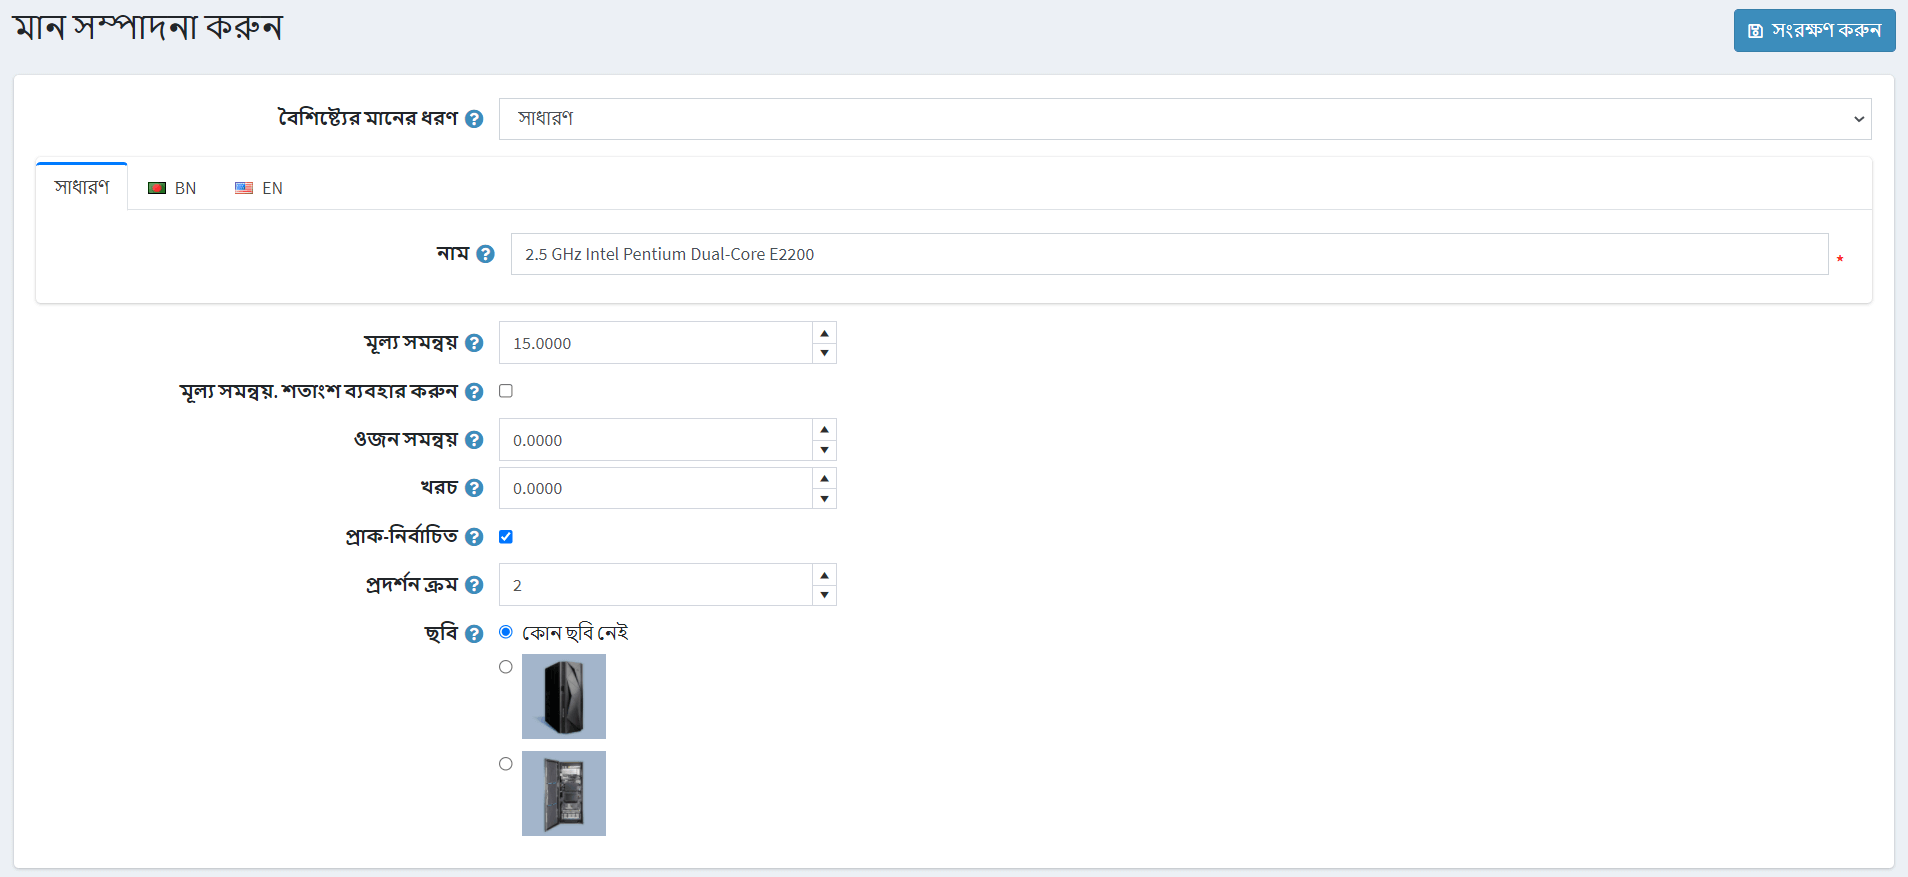 মান সম্পাদনা করুন
সংরক্ষণ করুন
বৈশিষ্ট্যের মানের ধরণ
সাধারণ
সাধারণ BN EN
নাম 2.5 GHz Intel Pentium Dual-Core E2200 *
মূল্য সমন্বয় 15.0000
মূল্য সমন্বয়. শতাংশ ব্যবহার করুন
ওজন সমন্বয় 0.0000
খরচ 0.0000
প্রাক-নির্বাচিত
প্রদর্শন ক্রম 2
ছবি কোন ছবি নেই